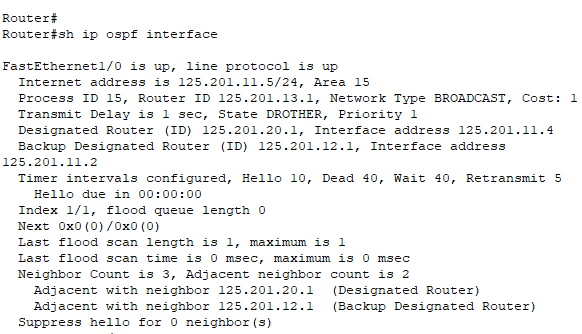 Router#
Router#sh ip ospf interface
FastEthernet1/0 is up, line protocol is up
Internet address is 125.201.11.5/24, Area 15
Process ID 15, Router ID 125.201.13.1, Network Type BROADCAST, Cost: 1
Transmit Delay is 1 sec, State DROTHER, Priority 1
Designated Router (ID) 125.201.20.1, Interface address 125.201.11.4
Backup Designated Router (ID) 125.201.12.1, Interface address
125.201.11.2
Timer intervals configured, Hello 10, Dead 40, Wait 40, Retransmit 5
Hello due in 00:00:00
Index 1/1, flood queue length 0
Next 0x0(0)/0x0(0)
Last flood scan length is 1, maximum is 1
Last flood scan time is 0 msec, maximum is 0 msec
Neighbor Count is 3, Adjacent neighbor count is 2
Adjacent with neighbor 125.201.20.1  (Designated Router)
Adjacent with neighbor 125.201.12.1  (Backup Designated Router)
Suppress hello for 0 neighbor(s)